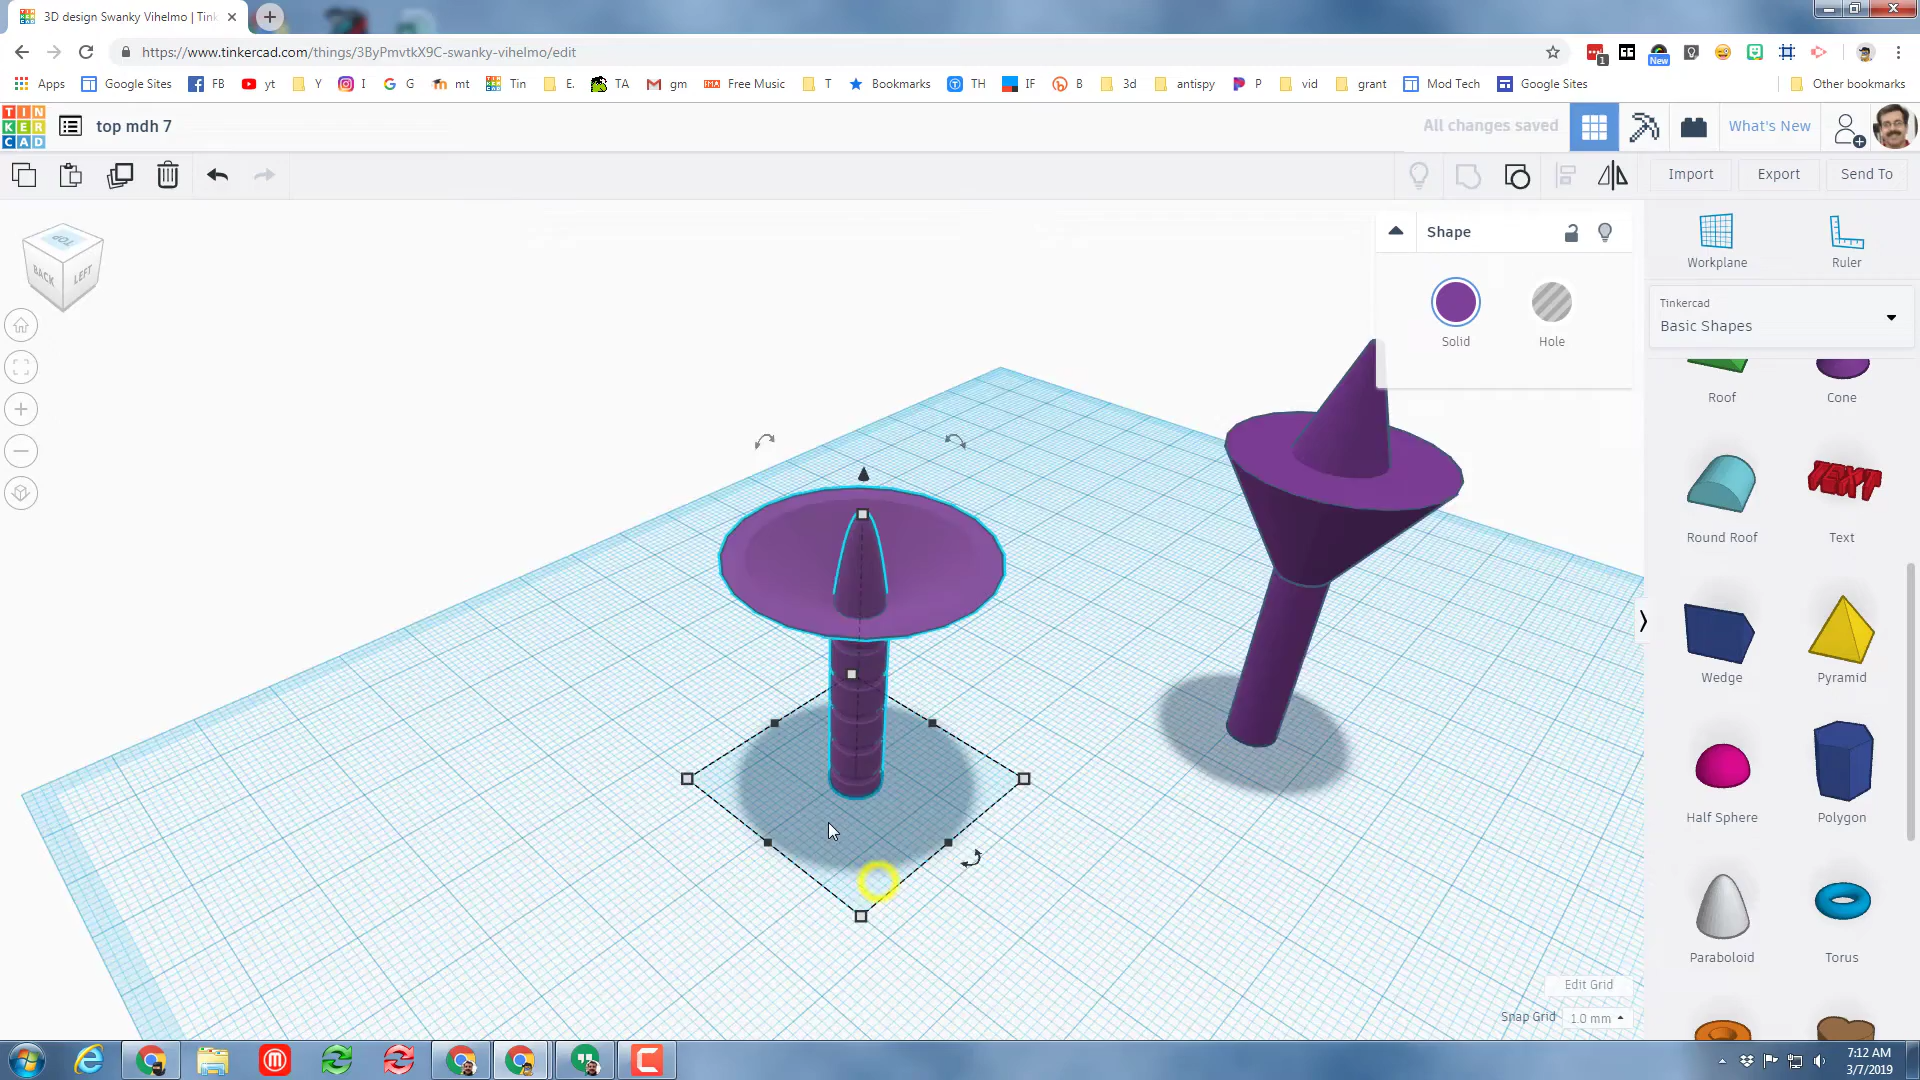 3D design Swanky Vihelmo | Tink
https://www.tinkercad.com/things/3ByPmvtkX9C-swanky-vihelmo/edit
1
New
Apps Google Sites FB yt Y I G mt Tin E. TA gm Free Music T Bookmarks TH IF B 3d antispy P vid grant Mod Tech Google Sites Other bookmarks
TIN
KER
CAD
top mdh 7
All changes saved
What's New
Import Export Send To
TOP
BACK LEFT
Shape
Solid Hole
Workplane Ruler
Tinkercad
Basic Shapes
Roof Cone
TEXT
Round Roof Text
Wedge Pyramid
Half Sphere Polygon
Paraboloid Torus
Edit Grid
Snap Grid 1.0 mm
7:12 AM
3/7/2019